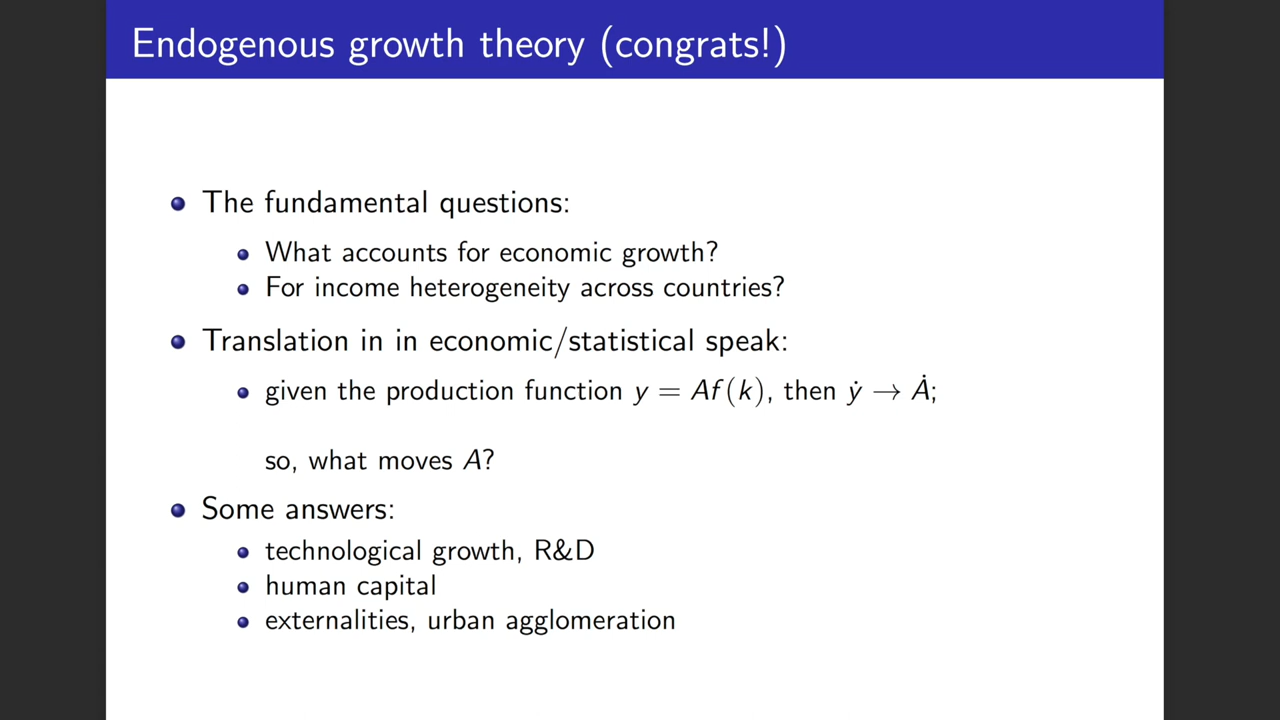 Endogenous growth theory (congrats!)
The fundamental questions:
What accounts for economic growth?
For income heterogeneity across countries?
Translation in in economic/statistical speak:
given the production function y = Af(k), then ẏ → Ȧ;
so, what moves A?
Some answers:
technological growth, R&D
human capital
externalities, urban agglomeration